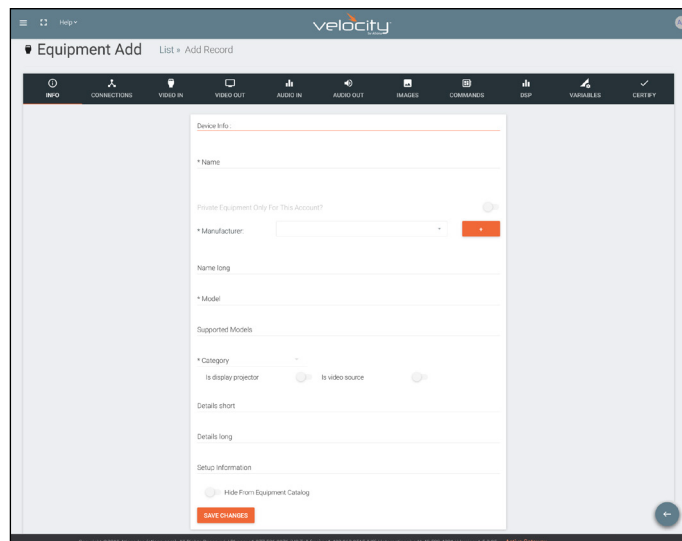 Help
velocity
A
Equipment Add List » Add Record
INFO CONNECTIONS VIDEO IN VIDEO OUT AUDIO IN AUDIO OUT IMAGES COMMANDS DSP VARIABLES CERTIFY
Device Info :
* Name
Private Equipment Only For This Account?
* Manufacturer: +
Name long
* Model
Supported Models
* Category
Is display projector Is video source
Details short
Details long
Setup Information
Hide From Equipment Catalog
SAVE CHANGES